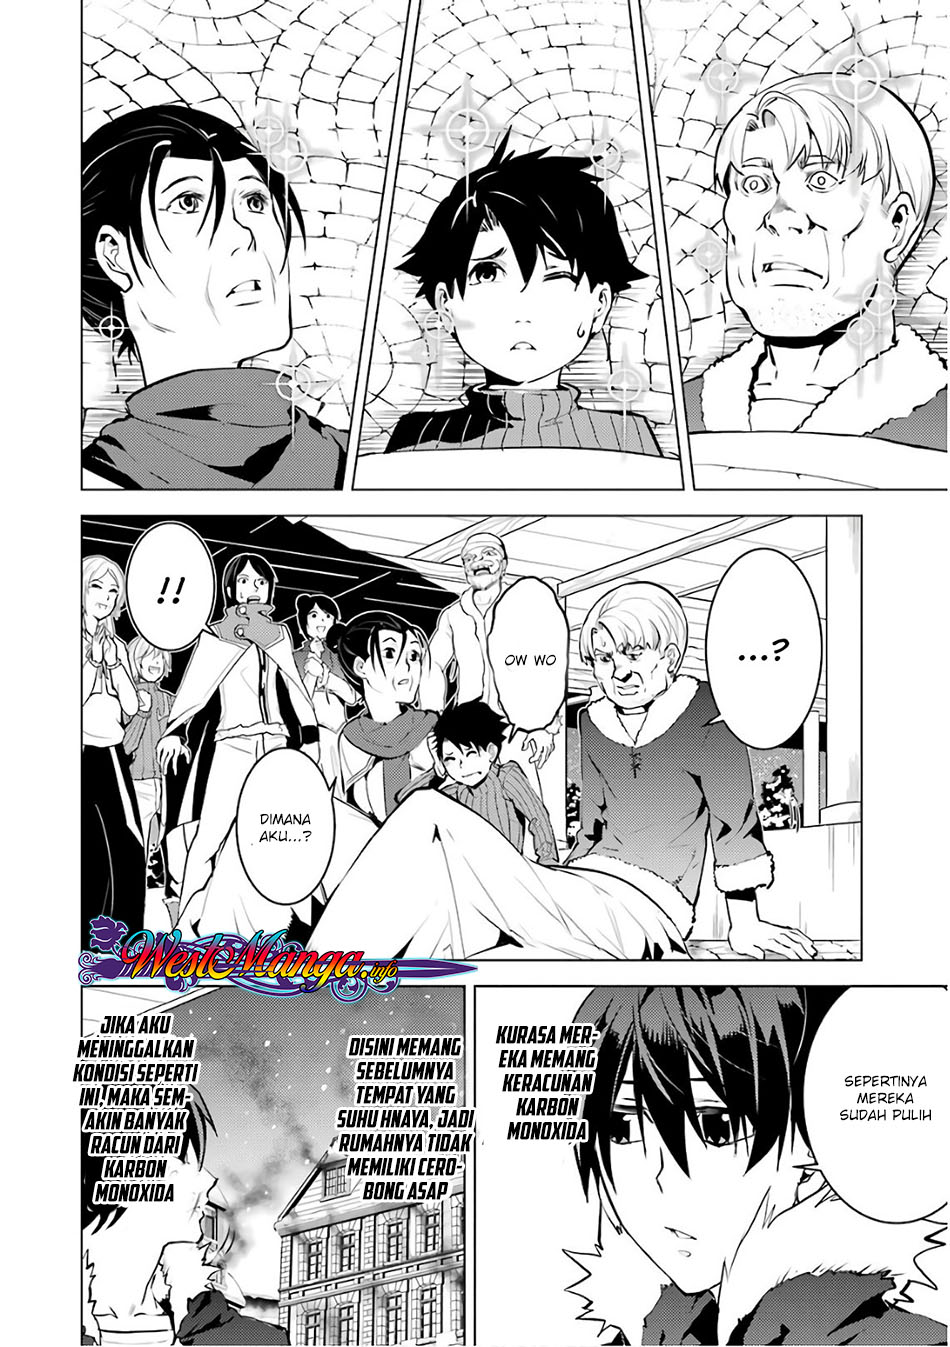 ...?
OW WO
!!
DIMANA
AKU...?
WestManga.info
SEPERTINYA
MEREKA
SUDAH PULIH
KURASA MER-
EKA MEMANG
KERACUNAN
KARBON
MONOXIDA
DISINI MEMANG
SEBELUMNYA
TEMPAT YANG
SUHU HNAYA, JADI
RUMAHNYA TIDAK
MEMILIKI CERO-
BONG ASAP
JIKA AKU
MENINGGALKAN
KONDISI SEPERTI
INI, MAKA SEM-
AKIN BANYAK
RACUN DARI
KARBON
MONOXIDA